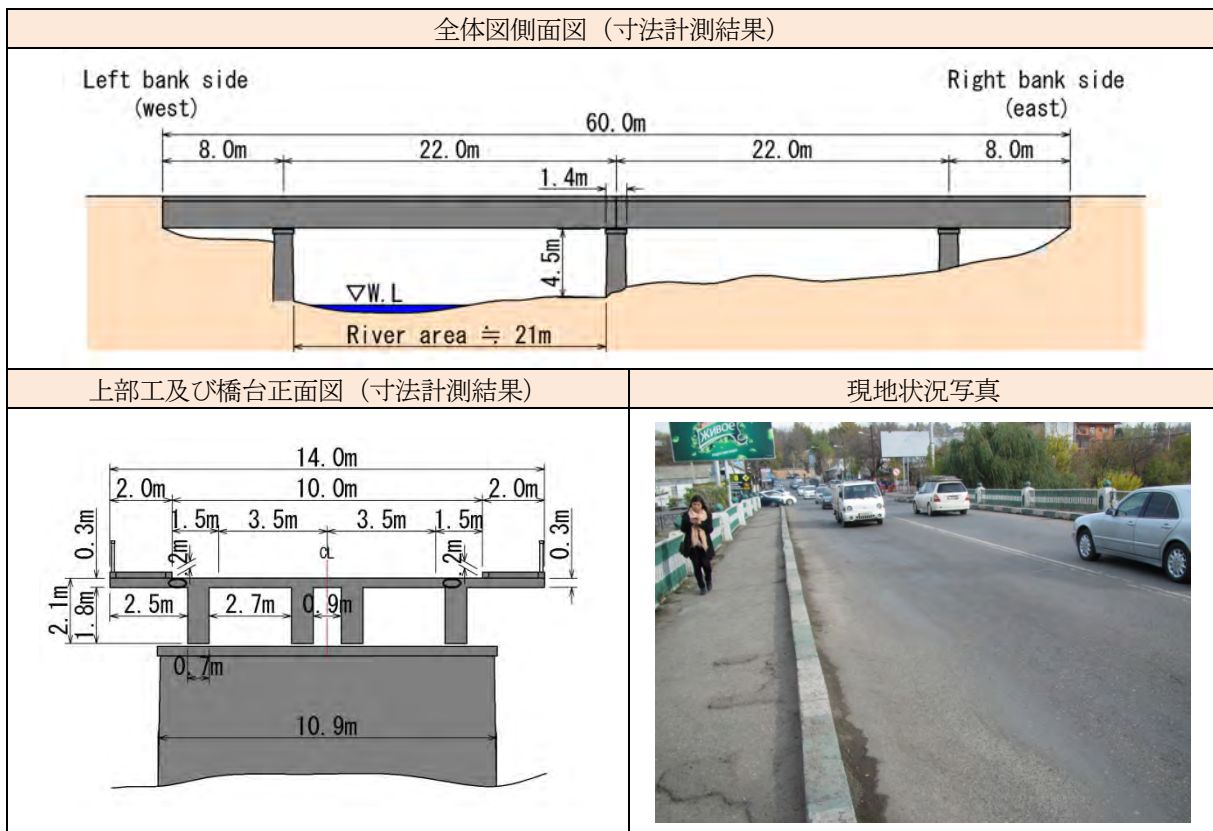 全体図側面図（寸法計測結果）
Left bank side
(west)
Right bank side
(east)
60.0m
8.0m
22.0m
22.0m
8.0m
1.4m
4.5m
▽W.L
River area ≒ 21m
上部工及び橋台正面図（寸法計測結果）
現地状況写真
14.0m
2.0m
10.0m
2.0m
1.5m
3.5m
3.5m
1.5m
0.3m
.2m
CL
.2m
0.3m
2.1m
1.8m
2.5m
2.7m
0.9m
0.7m
10.9m
ЖИВОЕ